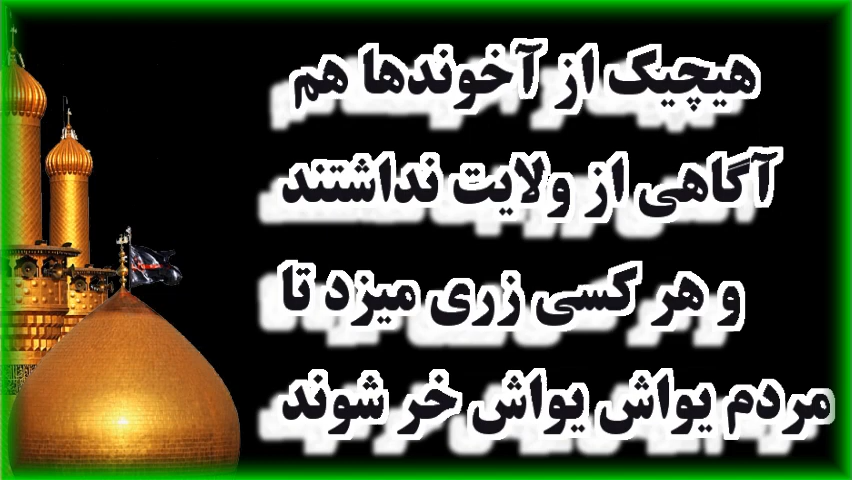 هیچیک از آخوندها هم
آگاهی از ولایت نداشتند
و هر کسی زری میزد تا
مردم یواش یواش خر شوند